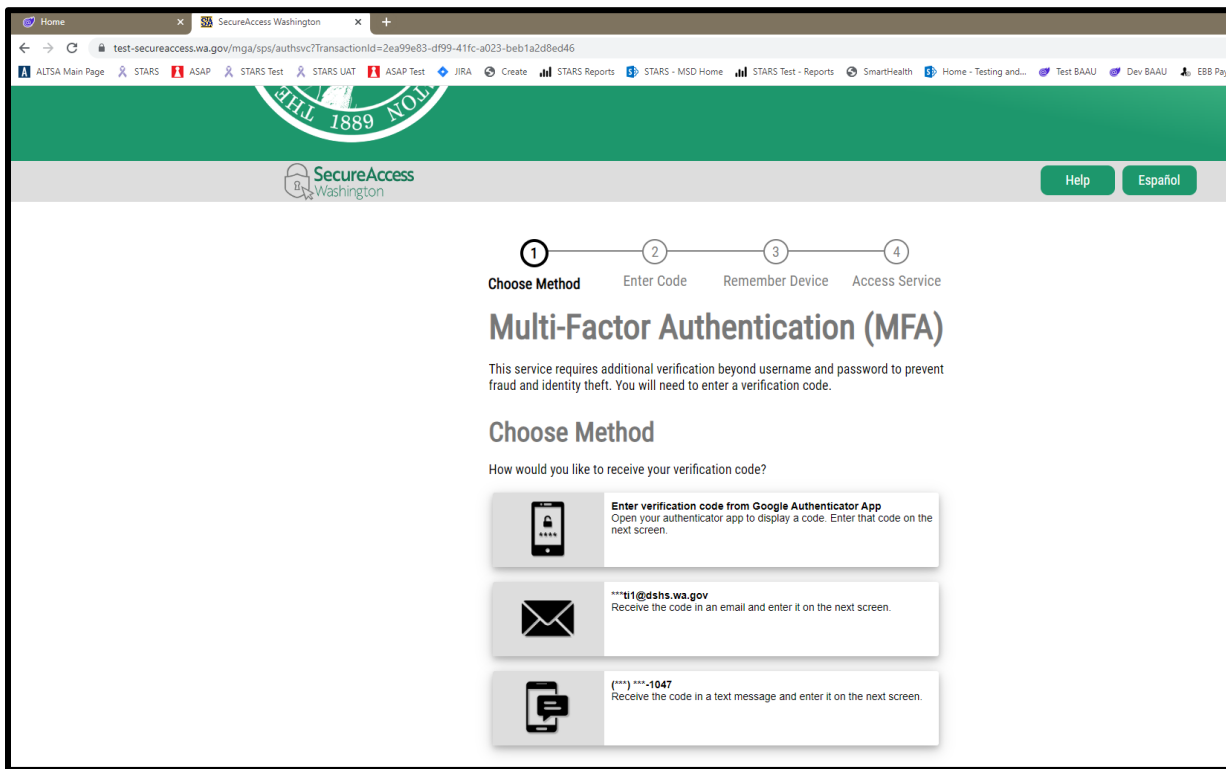 Home
SecureAccess Washington
test-secureaccess.wa.gov/mga/sps/authsvc?TransactionId=2ea99e83-df99-41fc-a023-beb1a2d8ed46
ALTSA Main Page STARS ASAP STARS Test STARS UAT ASAP Test JIRA Create STARS Reports STARS - MSD Home STARS Test - Reports SmartHealth Home - Testing and... Test BAAU Dev BAAU EBB Pay
TON THE
1889
SecureAccess
Washington
Help Español
1 2 3 4
Choose Method Enter Code Remember Device Access Service
Multi-Factor Authentication (MFA)
This service requires additional verification beyond username and password to prevent
fraud and identity theft. You will need to enter a verification code.
Choose Method
How would you like to receive your verification code?
Enter verification code from Google Authenticator App
Open your authenticator app to display a code. Enter that code on the
next screen.
***ti1@dshs.wa.gov
Receive the code in an email and enter it on the next screen.
(***) ***-1047
Receive the code in a text message and enter it on the next screen.